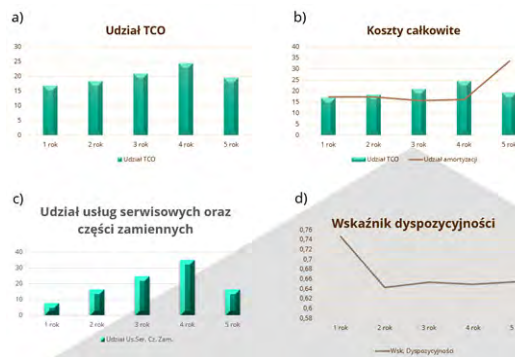 a)
Udział TCO
30
25
20
15
10
5
0
1 rok 2 rok 3 rok 4 rok 5 rok
Udział TCO
b)
Koszty całkowite
40
35
30
25
20
15
10
5
0
1 rok 2 rok 3 rok 4 rok 5 rok
Udział TCO Udział amortyzacji
c)
Udział usług serwisowych oraz
części zamiennych
40
30
20
10
0
1 rok 2 rok 3 rok 4 rok 5 rok
Udział Us.Ser. Cz. Zam.
d)
Wskaźnik dyspozycyjności
0,76
0,74
0,72
0,7
0,68
0,66
0,64
0,62
0,6
0,58
1 rok 2 rok 3 rok 4 rok 5
Wsk. Dyspozycyjności